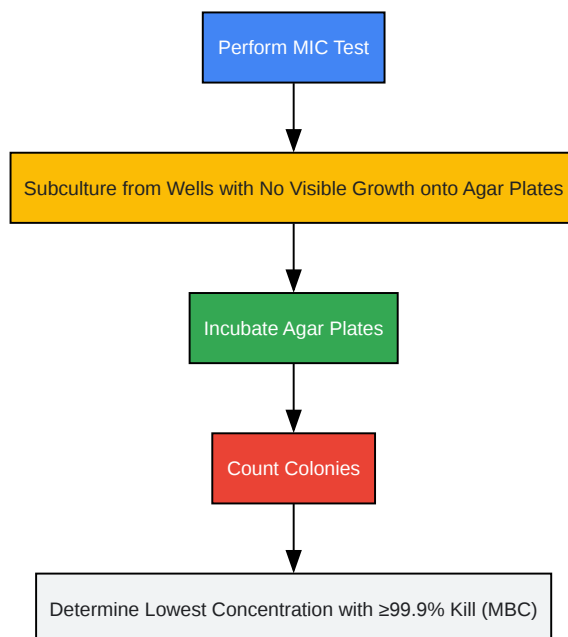 Perform MIC Test
Subculture from Wells with No Visible Growth onto Agar Plates
Incubate Agar Plates
Count Colonies
Determine Lowest Concentration with ≥99.9% Kill (MBC)